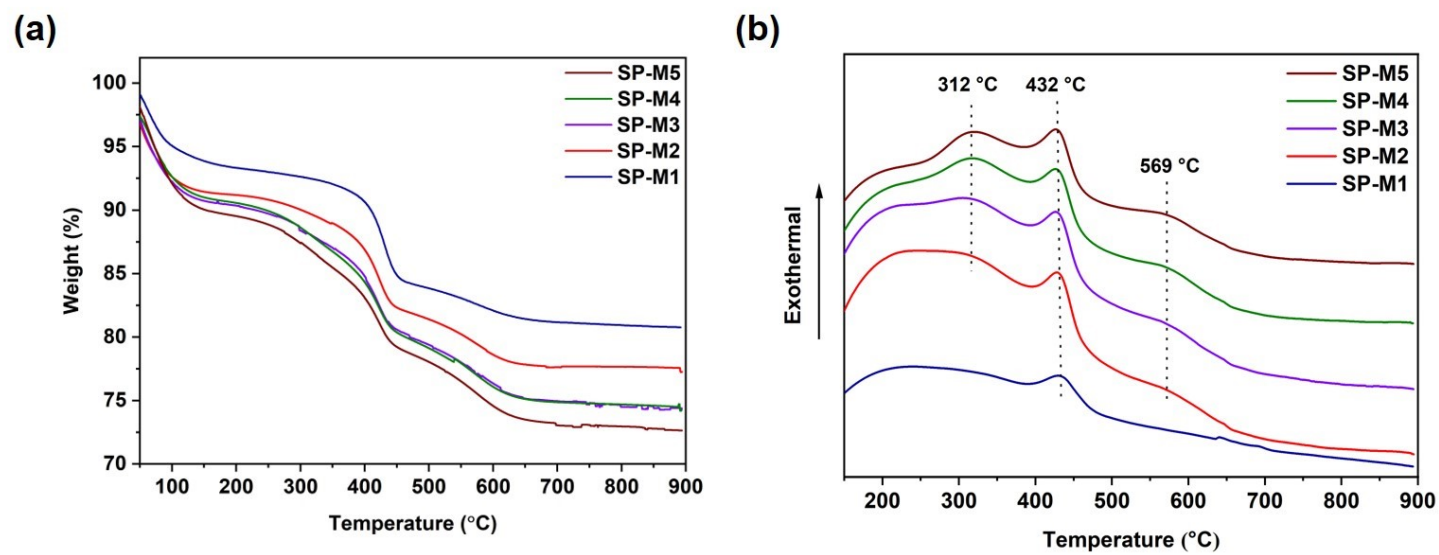 (a)
100
95
90
85
80
75
70
Weight (%)
SP-M5
SP-M4
SP-M3
SP-M2
SP-M1
100 200 300 400 500 600 700 800 900
Temperature (°C)
(b)
312 °C 432 °C
569 °C
SP-M5
SP-M4
SP-M3
SP-M2
SP-M1
Exothermal
200 300 400 500 600 700 800 900
Temperature (°C)